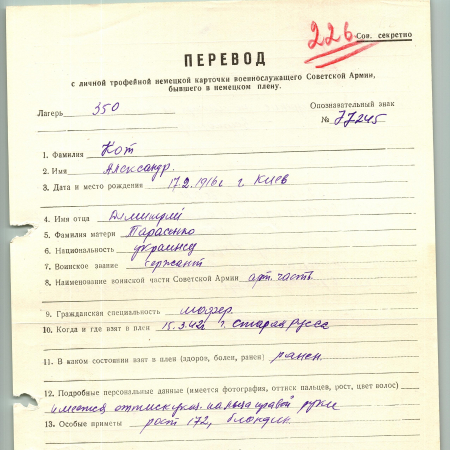 226 Сов. секретно
ПЕРЕВОД
с личной трофейной немецкой карточки военнослужащего Советской Армии,
бывшего в немецком плену.
Лагерь 350
Опознавательный знак
№ 77245
1. Фамилия Кот
2. Имя Александр.
3. Дата и место рождения 17.2.1916г. г. Киев
4. Имя отца Дмитрий
5. Фамилия матери Тарасенко
6. Национальность украинец
7. Воинское звание сержант
8. Наименование воинской части Советской Армии арт. часть.
9. Гражданская специальность шофер.
10. Когда и где взят в плен 15.3.42г. г. Старая Русса
11. В каком состоянии взят в плен (здоров, болен, ранен) ранен.
12. Подробные персональные данные (имеется фотография, оттиск пальцев, рост, цвет волос)
имеется оттиск указ. пальца правой руки
13. Особые приметы рост 172, блондин.